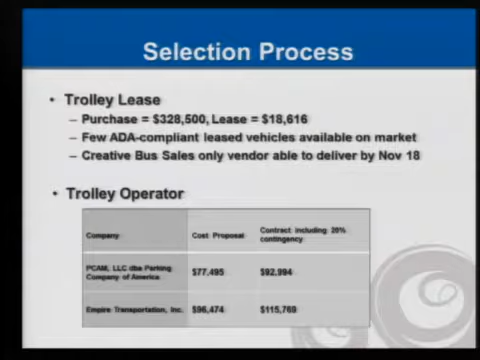 Selection Process
• Trolley Lease
– Purchase = $328,500, Lease = $18,616
– Few ADA-compliant leased vehicles available on market
– Creative Bus Sales only vendor able to deliver by Nov 18
• Trolley Operator
Company Cost Proposal Contract including 20% contingency
PCAM, LLC dba Parking Company of America $77,495 $92,994
Empire Transportation, Inc. $96,474 $115,769